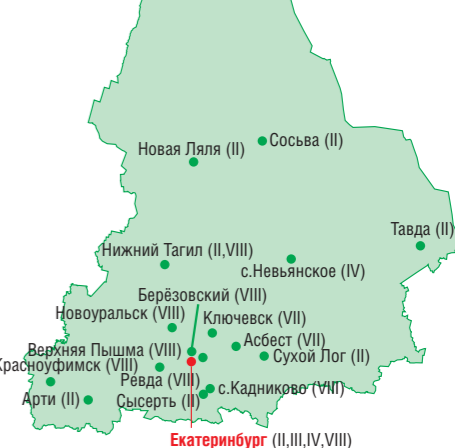 Новая Ляля (II)
Сосьва (II)
Тавда (II)
Нижний Тагил (II,VIII)
с.Невьянское (IV)
Берёзовский (VIII)
Новоуральск (VIII)
Ключевск (VII)
Верхняя Пышма (VIII)
Асбест (VII)
Сухой Лог (II)
Красноуфимск (VIII)
Ревда (VIII)
с.Кадниково (VIII)
Арти (II)
Сысерть (II)
Екатеринбург (II,III,IV,VIII)